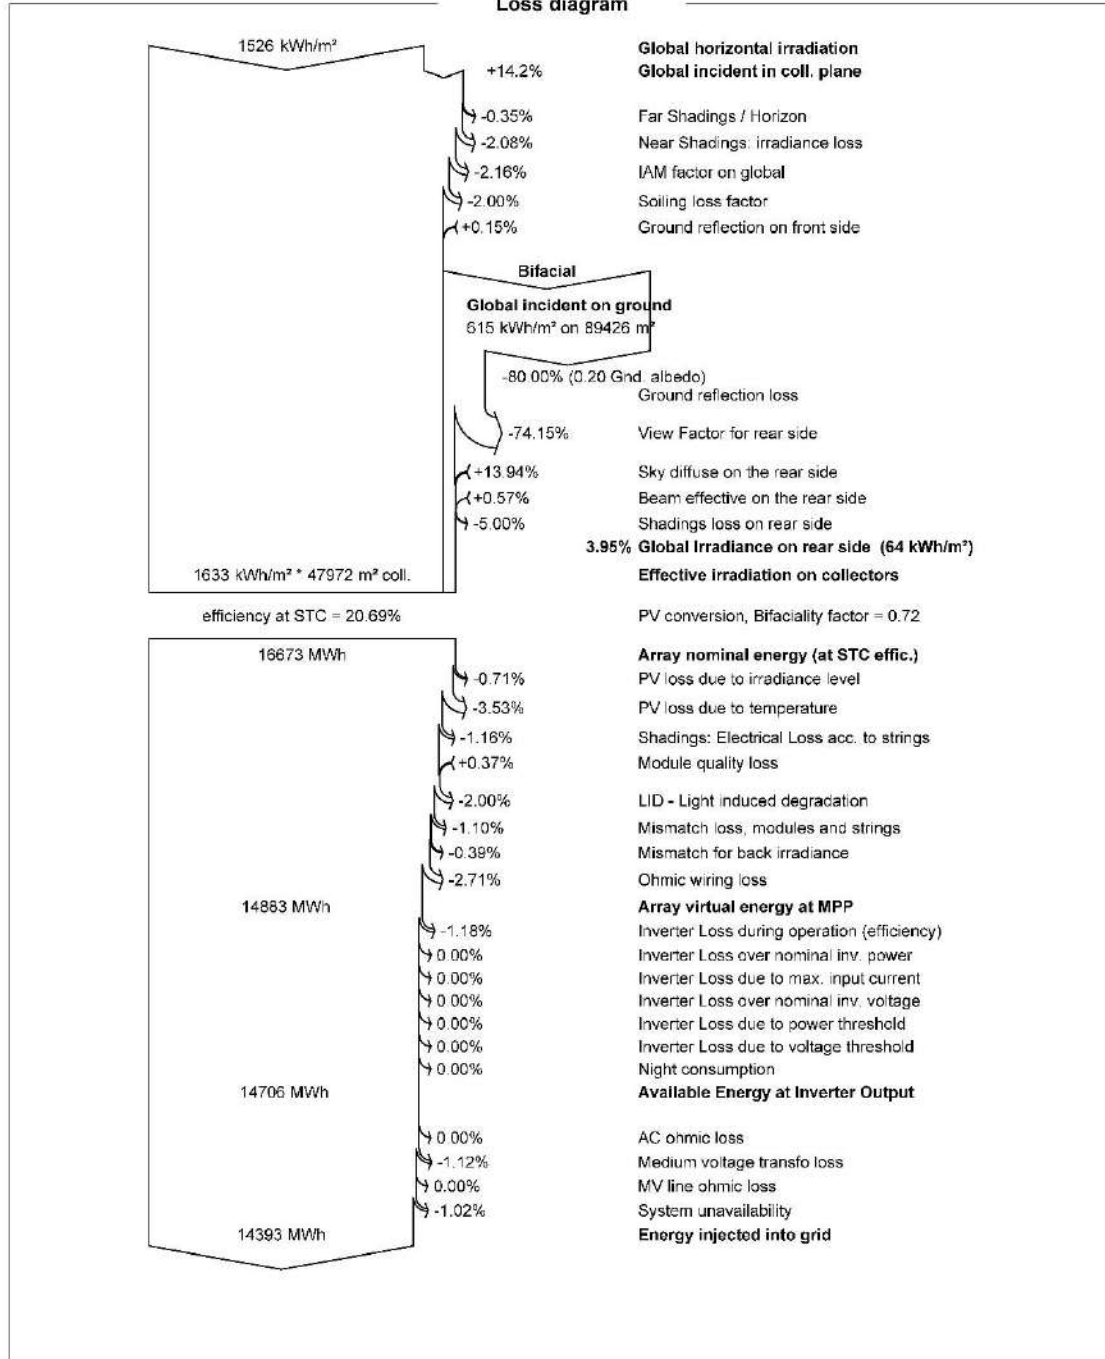 Loss diagram
1526 kWh/m² Global horizontal irradiation
+14.2% Global incident in coll. plane
-0.35% Far Shadings / Horizon
-2.08% Near Shadings: irradiance loss
-2.16% IAM factor on global
-2.00% Soiling loss factor
+0.15% Ground reflection on front side
Bifacial
Global incident on ground
615 kWh/m² on 89426 m²
-80.00% (0.20 Gnd. albedo)
Ground reflection loss
-74.15% View Factor for rear side
+13.94% Sky diffuse on the rear side
+0.57% Beam effective on the rear side
-5.00% Shadings loss on rear side
3.95% Global Irradiance on rear side (64 kWh/m²)
1633 kWh/m² * 47972 m² coll. Effective irradiation on collectors
efficiency at STC = 20.69% PV conversion, Bifaciality factor = 0.72
16673 MWh Array nominal energy (at STC effic.)
-0.71% PV loss due to irradiance level
-3.53% PV loss due to temperature
-1.16% Shadings: Electrical Loss acc. to strings
+0.37% Module quality loss
-2.00% LID - Light induced degradation
-1.10% Mismatch loss, modules and strings
-0.39% Mismatch for back irradiance
-2.71% Ohmic wiring loss
14883 MWh Array virtual energy at MPP
-1.18% Inverter Loss during operation (efficiency)
0.00% Inverter Loss over nominal inv. power
0.00% Inverter Loss due to max. input current
0.00% Inverter Loss over nominal inv. voltage
0.00% Inverter Loss due to power threshold
0.00% Inverter Loss due to voltage threshold
0.00% Night consumption
14706 MWh Available Energy at Inverter Output
0.00% AC ohmic loss
-1.12% Medium voltage transfo loss
0.00% MV line ohmic loss
-1.02% System unavailability
14393 MWh Energy injected into grid